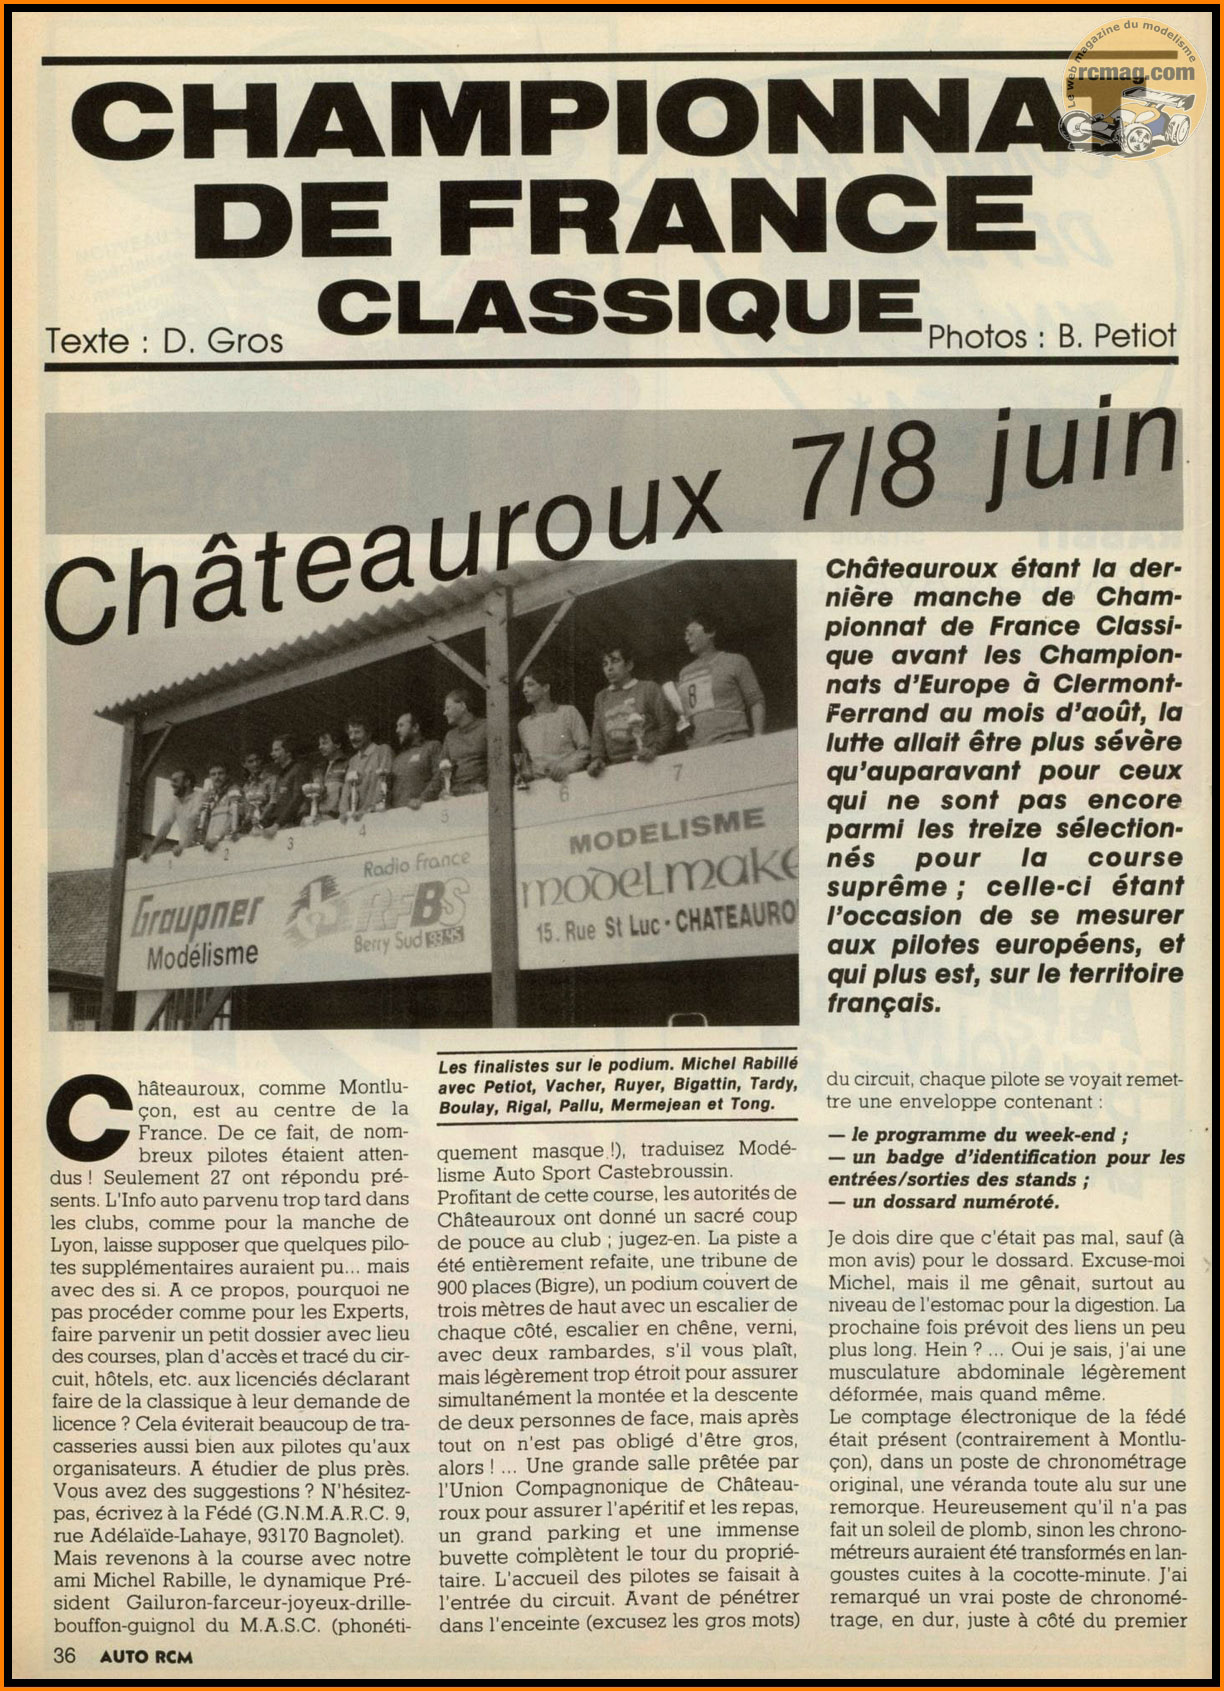 Le web magazine du modelisme
rcmag.com
CHAMPIONNAT
DE FRANCE
CLASSIQUE
Texte : D. Gros
Photos : B. Petiot
Châteauroux 7/8 juin
2
3
4
5
6
7
8
Graupner
Modélisme
Radio France
RFBS
Berry Sud 93.45
MODELISME
MODELMAKE
15. Rue St Luc - CHATEAURO
Châteauroux étant la der-
nière manche de Cham-
pionnat de France Classi-
que avant les Champion-
nats d'Europe à Clermont-
Ferrand au mois d'août, la
lutte allait être plus sévère
qu'auparavant pour ceux
qui ne sont pas encore
parmi les treize sélection-
nés pour la course
suprême ; celle-ci étant
l'occasion de se mesurer
aux pilotes européens, et
qui plus est, sur le territoire
français.
Les finalistes sur le podium. Michel Rabillé
avec Petiot, Vacher, Ruyer, Bigattin, Tardy,
Boulay, Rigal, Pallu, Mermejean et Tong.
Châteauroux, comme Montlu-
çon, est au centre de la
France. De ce fait, de nom-
breux pilotes étaient atten-
dus ! Seulement 27 ont répondu pré-
sents. L'Info auto parvenu trop tard dans
les clubs, comme pour la manche de
Lyon, laisse supposer que quelques pilo-
tes supplémentaires auraient pu... mais
avec des si. A ce propos, pourquoi ne
pas procéder comme pour les Experts,
faire parvenir un petit dossier avec lieu
des courses, plan d'accès et tracé du cir-
cuit, hôtels, etc. aux licenciés déclarant
faire de la classique à leur demande de
licence ? Cela éviterait beaucoup de tra-
casseries aussi bien aux pilotes qu'aux
organisateurs. A étudier de plus près.
Vous avez des suggestions ? N'hésitez-
pas, écrivez à la Fédé (G.N.M.A.R.C. 9,
rue Adélaïde-Lahaye, 93170 Bagnolet).
Mais revenons à la course avec notre
ami Michel Rabille, le dynamique Pré-
sident Gailuron-farceur-joyeux-drille-
bouffon-guignol du M.A.S.C. (phonéti-
quement masque !), traduisez Modé-
lisme Auto Sport Castebroussin.
Profitant de cette course, les autorités de
Châteauroux ont donné un sacré coup
de pouce au club ; jugez-en. La piste a
été entièrement refaite, une tribune de
900 places (Bigre), un podium couvert de
trois mètres de haut avec un escalier de
chaque côté, escalier en chêne, verni,
avec deux rambardes, s'il vous plaît,
mais légèrement trop étroit pour assurer
simultanément la montée et la descente
de deux personnes de face, mais après
tout on n'est pas obligé d'être gros,
alors ! ... Une grande salle prêtée par
l'Union Compagnonique de Château-
roux pour assurer l'apéritif et les repas,
un grand parking et une immense
buvette complètent le tour du proprié-
taire. L'accueil des pilotes se faisait à
l'entrée du circuit. Avant de pénétrer
dans l'enceinte (excusez les gros mots)
du circuit, chaque pilote se voyait remet-
tre une enveloppe contenant :
— le programme du week-end ;
— un badge d'identification pour les
entrées/sorties des stands ;
— un dossard numéroté.
Je dois dire que c'était pas mal, sauf (à
mon avis) pour le dossard. Excuse-moi
Michel, mais il me gênait, surtout au
niveau de l'estomac pour la digestion. La
prochaine fois prévoit des liens un peu
plus long. Hein ? ... Oui je sais, j'ai une
musculature abdominale légèrement
déformée, mais quand même.
Le comptage électronique de la fédé
était présent (contrairement à Montlu-
çon), dans un poste de chronométrage
original, une véranda toute alu sur une
remorque. Heureusement qu'il n'a pas
fait un soleil de plomb, sinon les chrono-
métreurs auraient été transformés en lan-
goustes cuites à la cocotte-minute. J'ai
remarqué un vrai poste de chronomé-
trage, en dur, juste à côté du premier
36 AUTO RCM